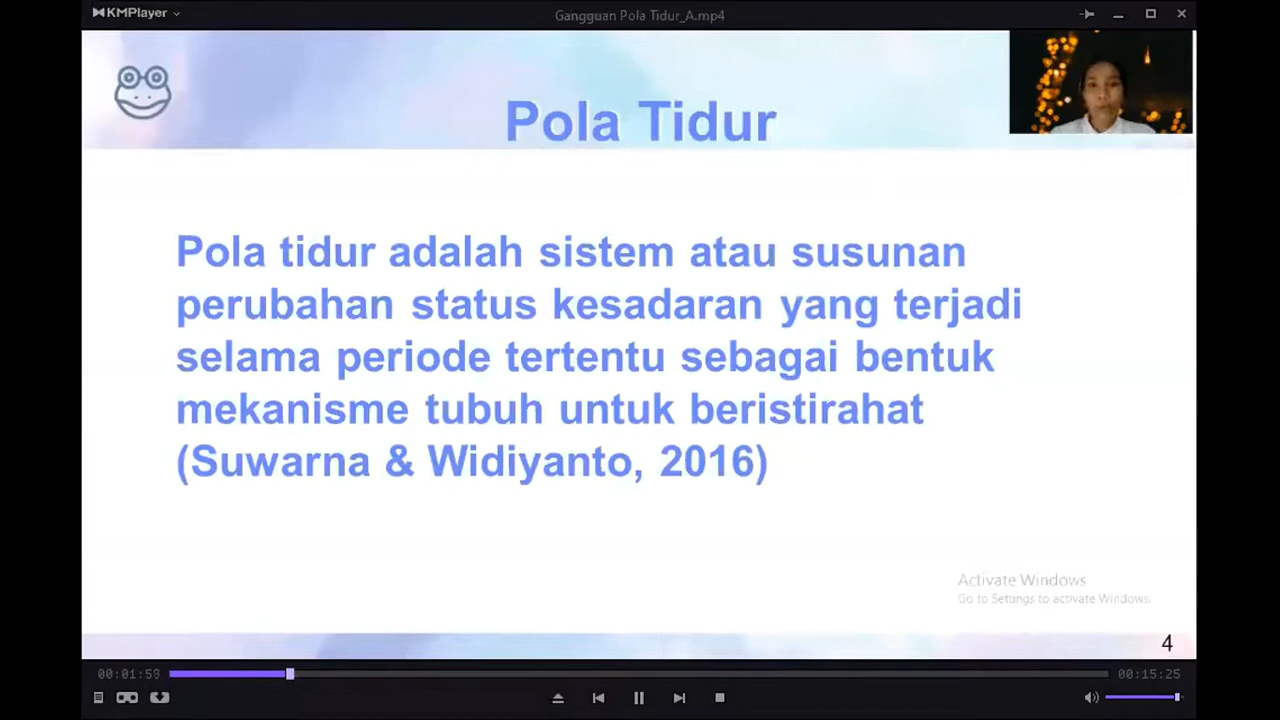 KMPlayer
Gangguan Pola Tidur_A.mp4
Pola Tidur
Pola tidur adalah sistem atau susunan
perubahan status kesadaran yang terjadi
selama periode tertentu sebagai bentuk
mekanisme tubuh untuk beristirahat
(Suwarna & Widiyanto, 2016)
Activate Windows
Go to Settings to activate Windows.
4
00:01:58
00:15:25